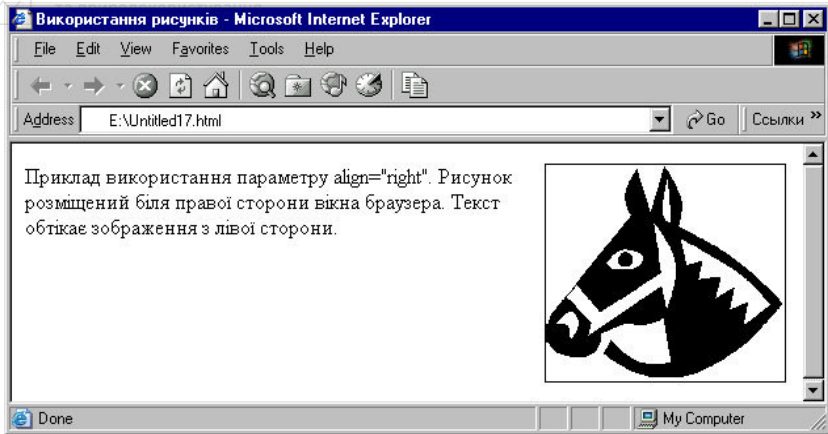 Використання рисунків - Microsoft Internet Explorer
File Edit View Favorites Tools Help
Address E:\Untitled17.html Go Ссылки »
Приклад використання параметру align="right". Рисунок
розміщений біля правої сторони вікна браузера. Текст
обтікає зображення з лівої сторони.
Done My Computer